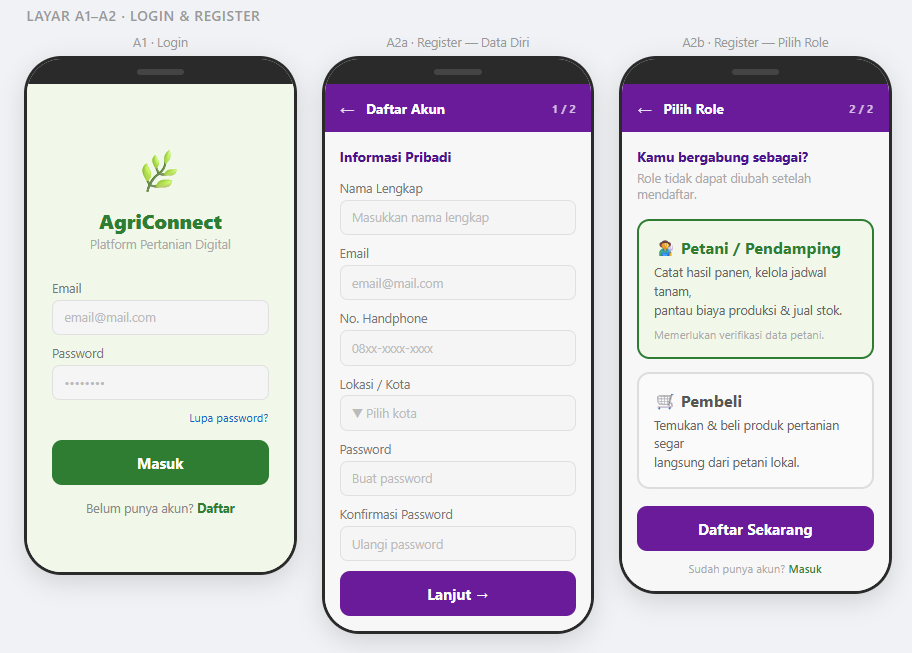 LAYAR A1–A2 · LOGIN & REGISTER
A1 · Login
AgriConnect
Platform Pertanian Digital
Email
email@mail.com
Password
••••••••
Lupa password?
Masuk
Belum punya akun? Daftar
A2a · Register — Data Diri
← Daftar Akun 1 / 2
Informasi Pribadi
Nama Lengkap
Masukkan nama lengkap
Email
email@mail.com
No. Handphone
08xx-xxxx-xxxx
Lokasi / Kota
▼ Pilih kota
Password
Buat password
Konfirmasi Password
Ulangi password
Lanjut →
A2b · Register — Pilih Role
← Pilih Role 2 / 2
Kamu bergabung sebagai?
Role tidak dapat diubah setelah
mendaftar.
Petani / Pendamping
Catat hasil panen, kelola jadwal
tanam,
pantau biaya produksi & jual stok.
Memerlukan verifikasi data petani.
Pembeli
Temukan & beli produk pertanian
segar
langsung dari petani lokal.
Daftar Sekarang
Sudah punya akun? Masuk